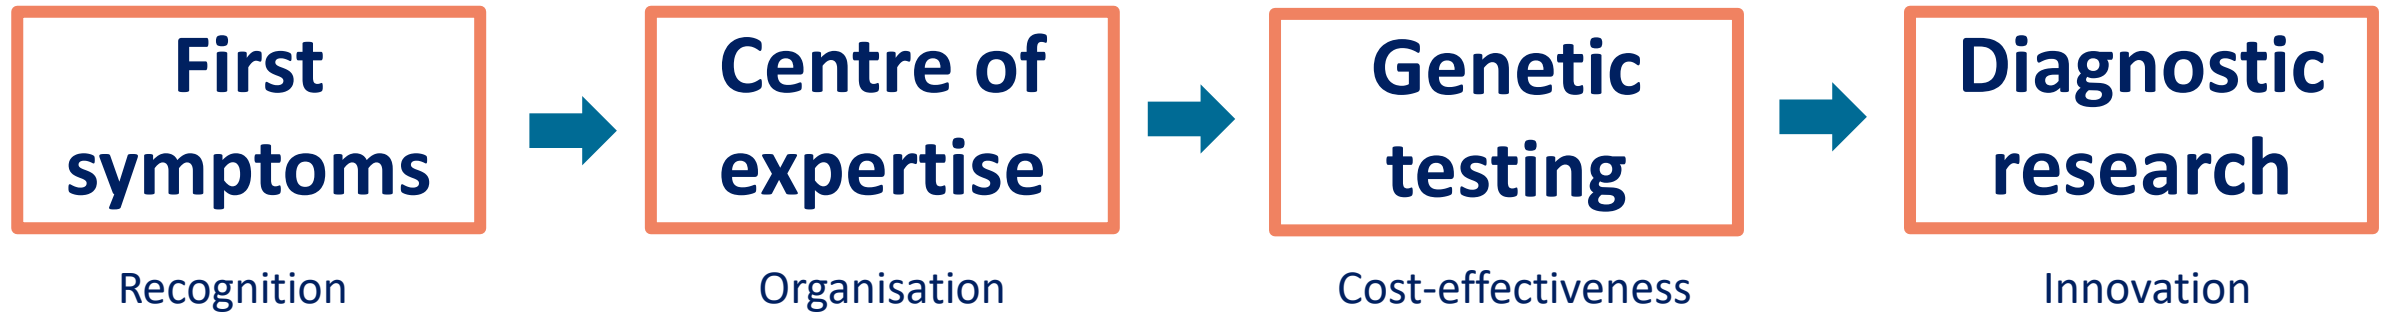 First
symptoms
Recognition
Centre of
expertise
Organisation
Genetic
testing
Cost-effectiveness
Diagnostic
research
Innovation